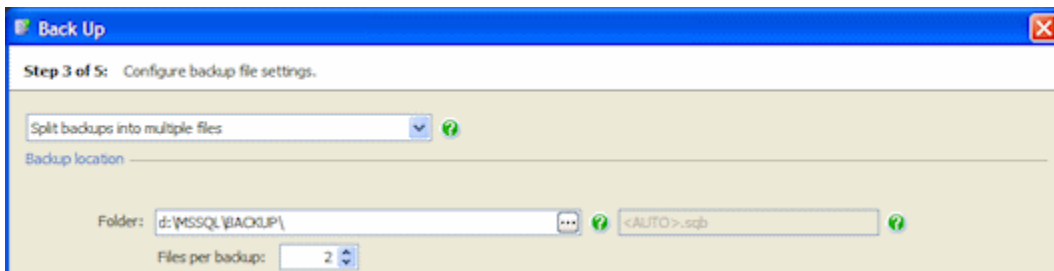 Back Up
Step 3 of 5: Configure backup file settings.
Split backups into multiple files
Backup location
Folder: d:\MSSQL\BACKUP\ ... <AUTO>.sqb
Files per backup: 2